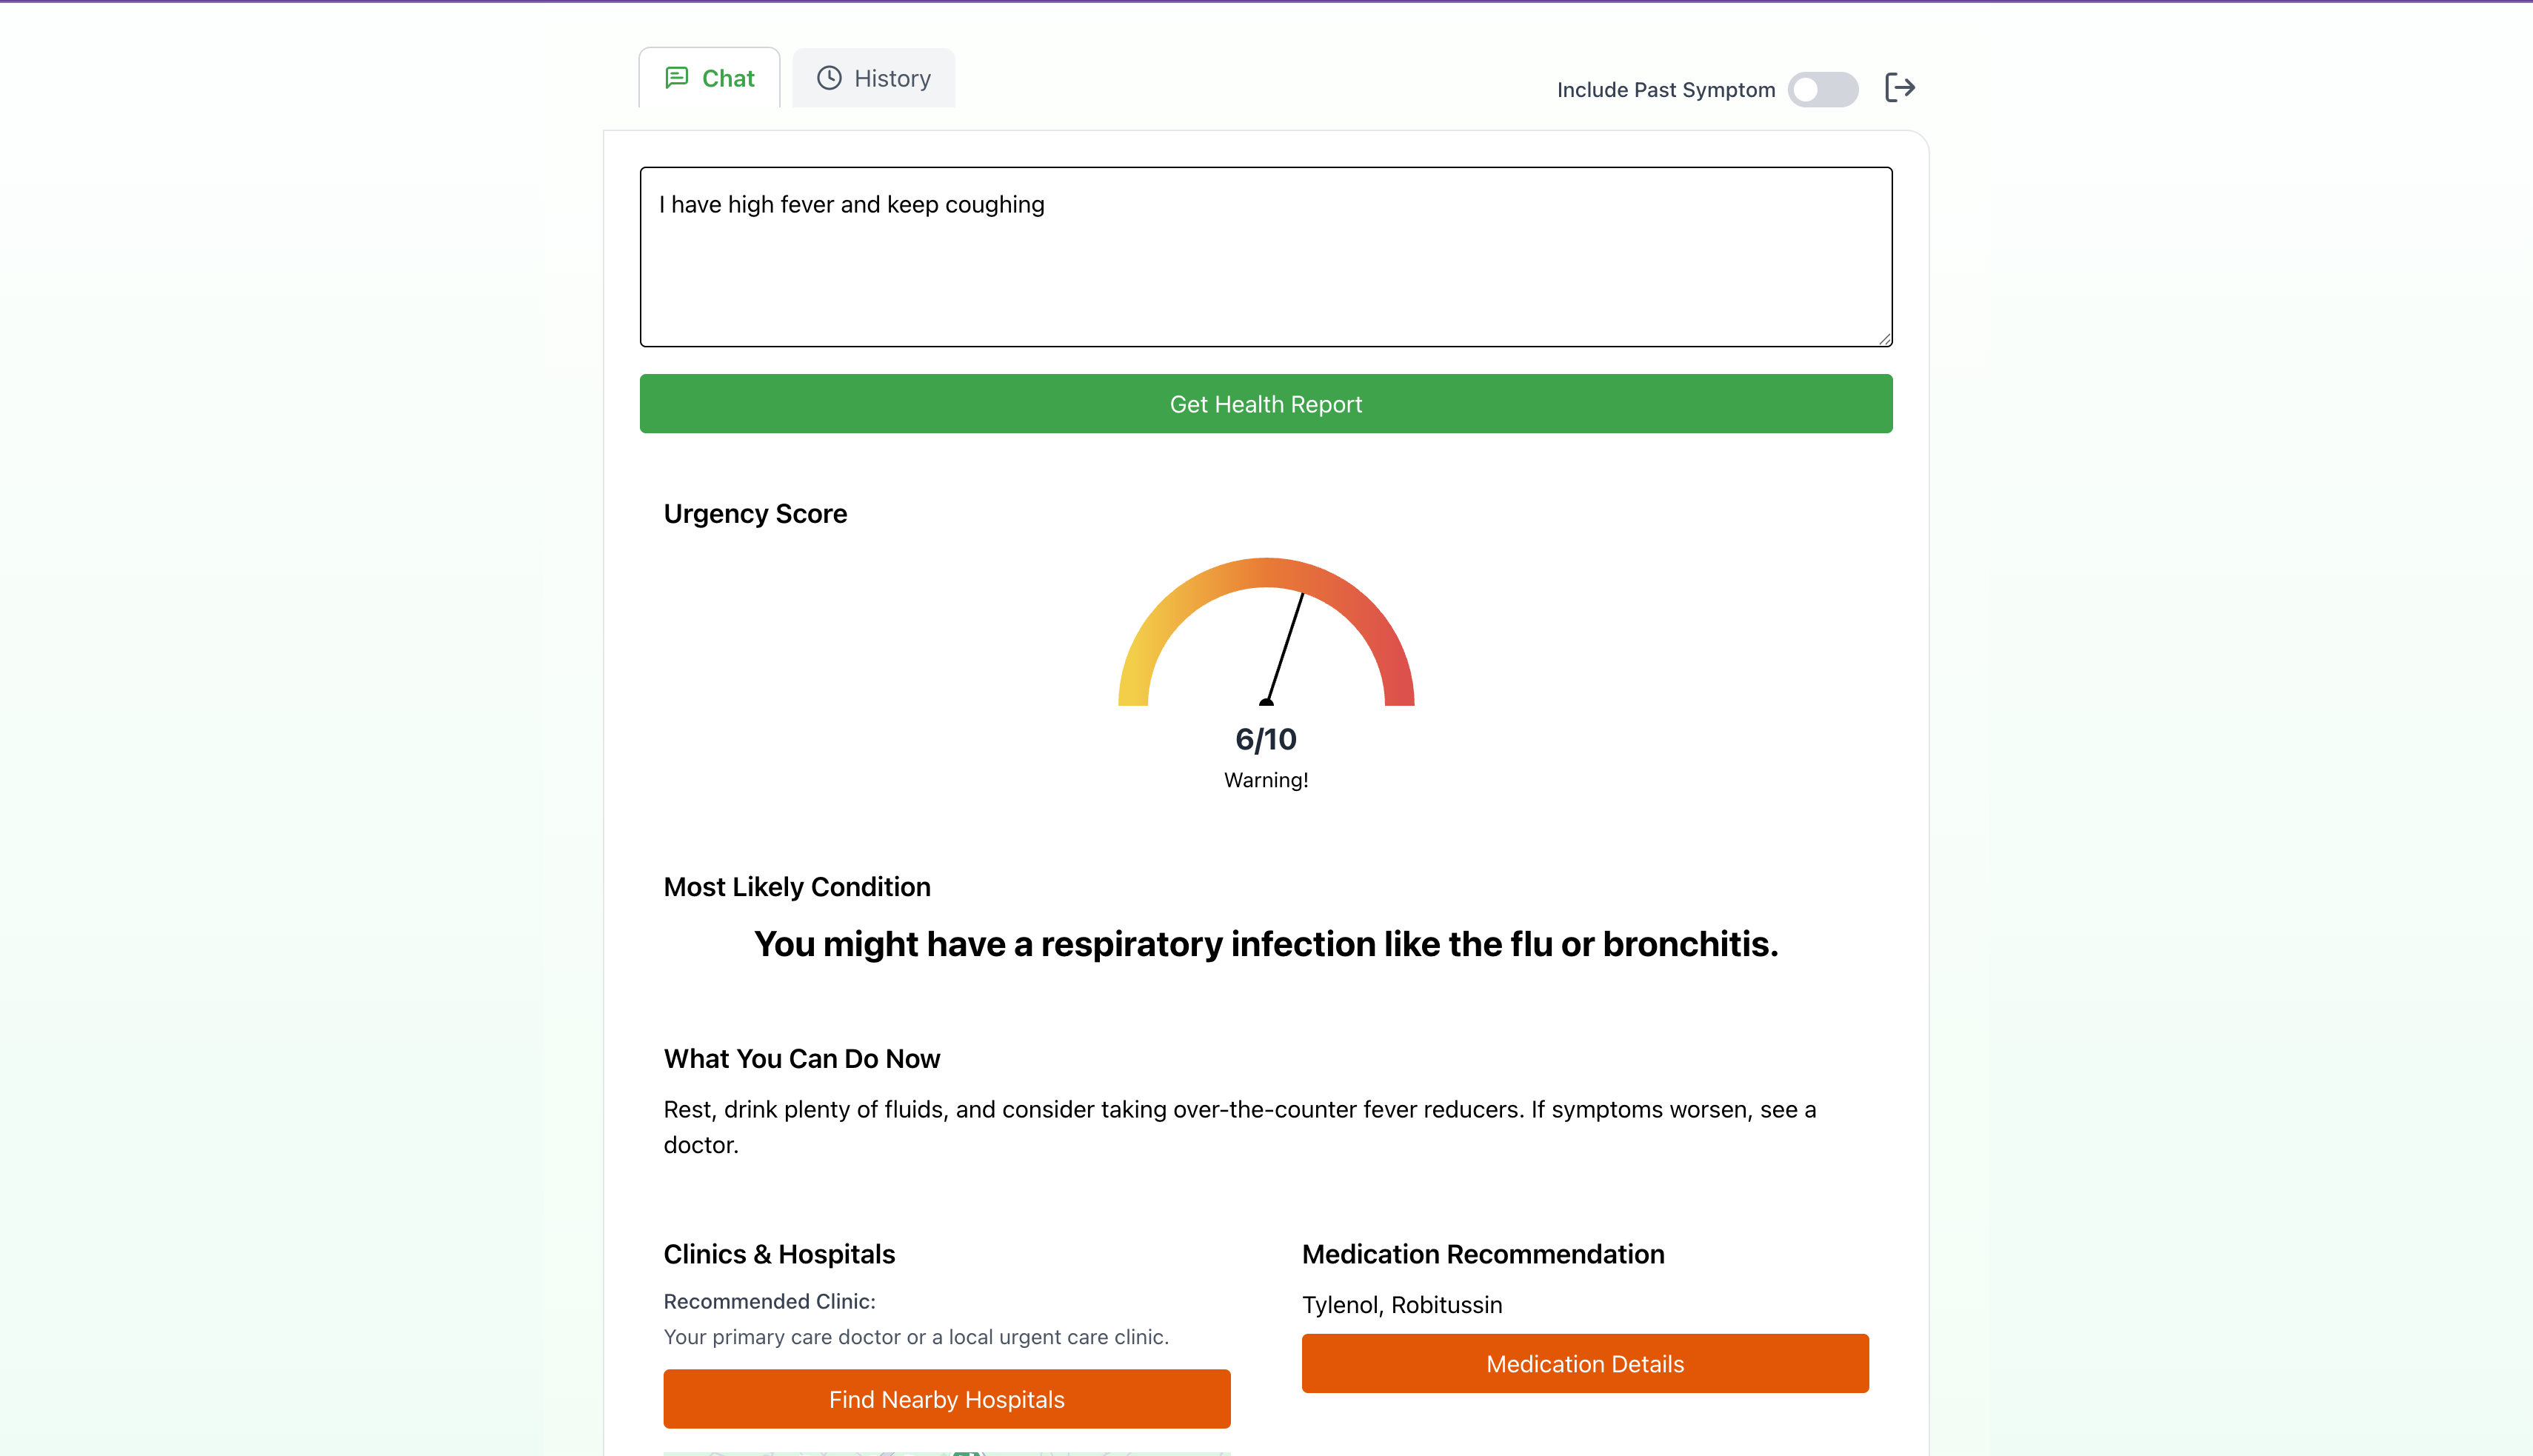 Chat
History
Include Past Symptom
I have high fever and keep coughing
Get Health Report
Urgency Score
6/10
Warning!
Most Likely Condition
You might have a respiratory infection like the flu or bronchitis.
What You Can Do Now
Rest, drink plenty of fluids, and consider taking over-the-counter fever reducers. If symptoms worsen, see a
doctor.
Clinics & Hospitals
Recommended Clinic:
Your primary care doctor or a local urgent care clinic.
Find Nearby Hospitals
Medication Recommendation
Tylenol, Robitussin
Medication Details